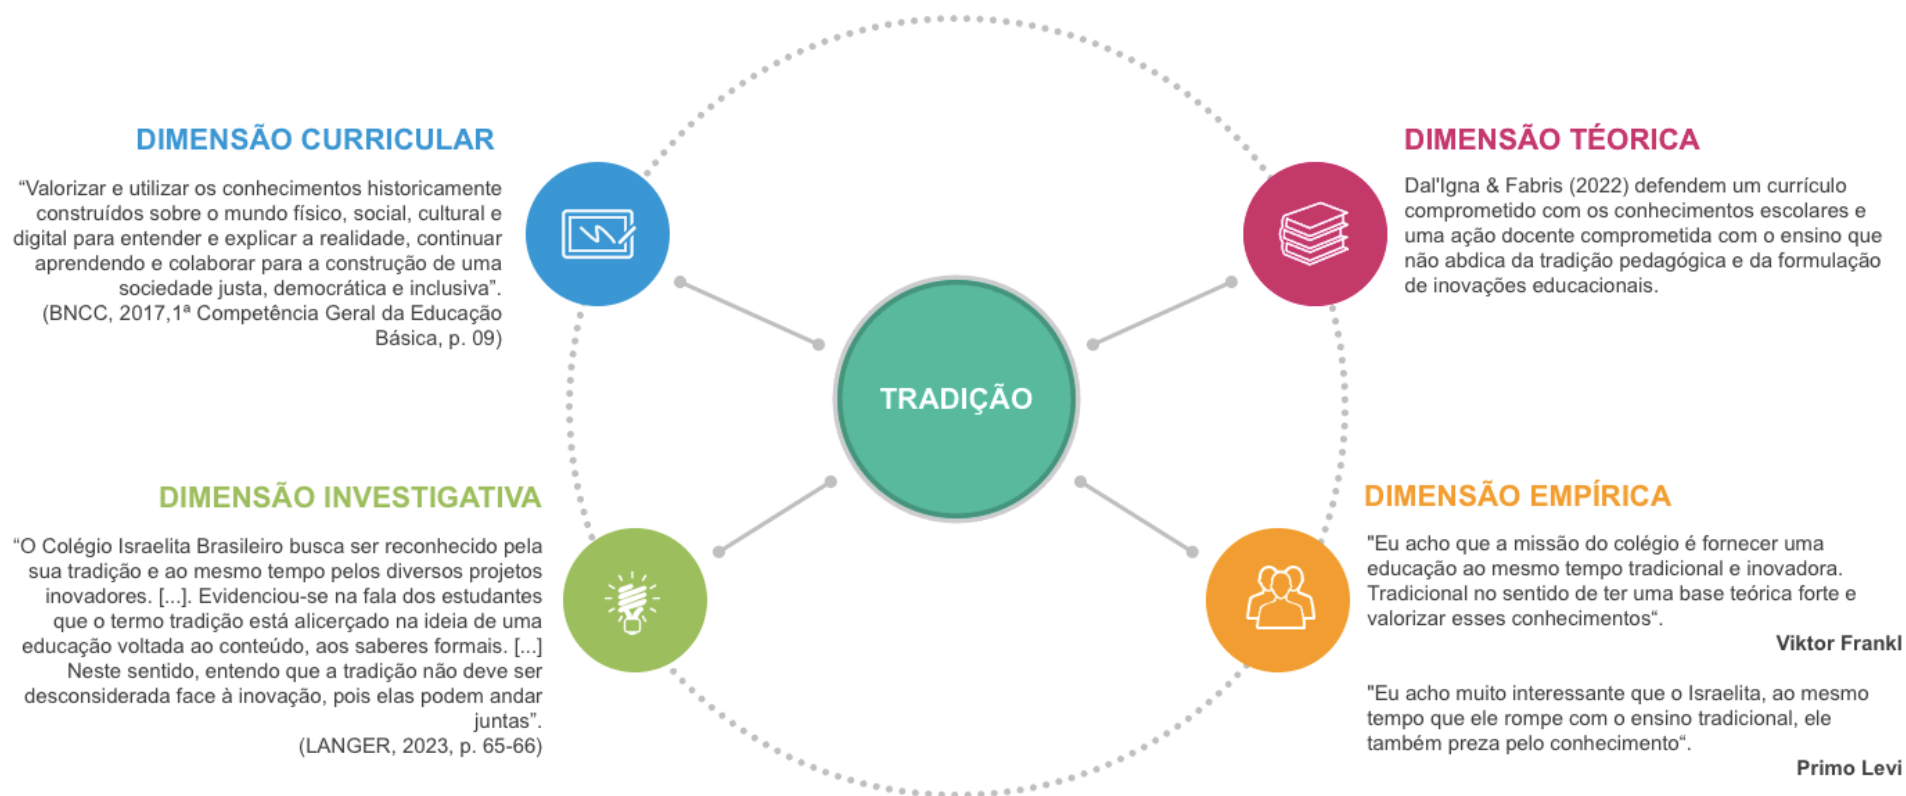 DIMENSÃO CURRICULAR
“Valorizar e utilizar os conhecimentos historicamente
construídos sobre o mundo físico, social, cultural e
digital para entender e explicar a realidade, continuar
aprendendo e colaborar para a construção de uma
sociedade justa, democrática e inclusiva”.
(BNCC, 2017,1ª Competência Geral da Educação
Básica, p. 09)
DIMENSÃO TÉORICA
Dal'Igna & Fabris (2022) defendem um currículo
comprometido com os conhecimentos escolares e
uma ação docente comprometida com o ensino que
não abdica da tradição pedagógica e da formulação
de inovações educacionais.
TRADIÇÃO
DIMENSÃO INVESTIGATIVA
“O Colégio Israelita Brasileiro busca ser reconhecido pela
sua tradição e ao mesmo tempo pelos diversos projetos
inovadores. [...]. Evidenciou-se na fala dos estudantes
que o termo tradição está alicerçado na ideia de uma
educação voltada ao conteúdo, aos saberes formais. [...]
Neste sentido, entendo que a tradição não deve ser
desconsiderada face à inovação, pois elas podem andar
juntas”.
(LANGER, 2023, p. 65-66)
DIMENSÃO EMPÍRICA
"Eu acho que a missão do colégio é fornecer uma
educação ao mesmo tempo tradicional e inovadora.
Tradicional no sentido de ter uma base teórica forte e
valorizar esses conhecimentos“.
Viktor Frankl
"Eu acho muito interessante que o Israelita, ao mesmo
tempo que ele rompe com o ensino tradicional, ele
também preza pelo conhecimento“.
Primo Levi